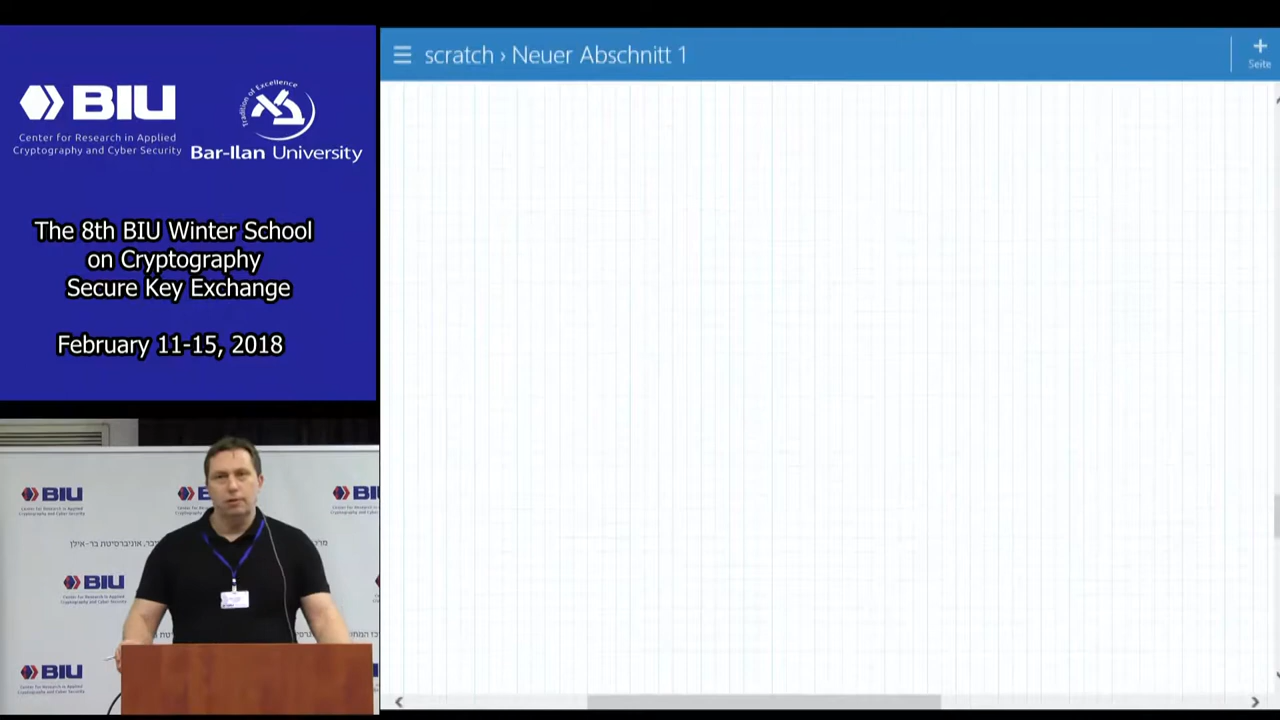 BIU
Center for Research in Applied
Cryptography and Cyber Security
Tradition of Excellence
Bar-Ilan University
The 8th BIU Winter School
on Cryptography
Secure Key Exchange
February 11-15, 2018
scratch › Neuer Abschnitt 1
Seite
BIU
BIU
BIU
BIU
BIU
BIU